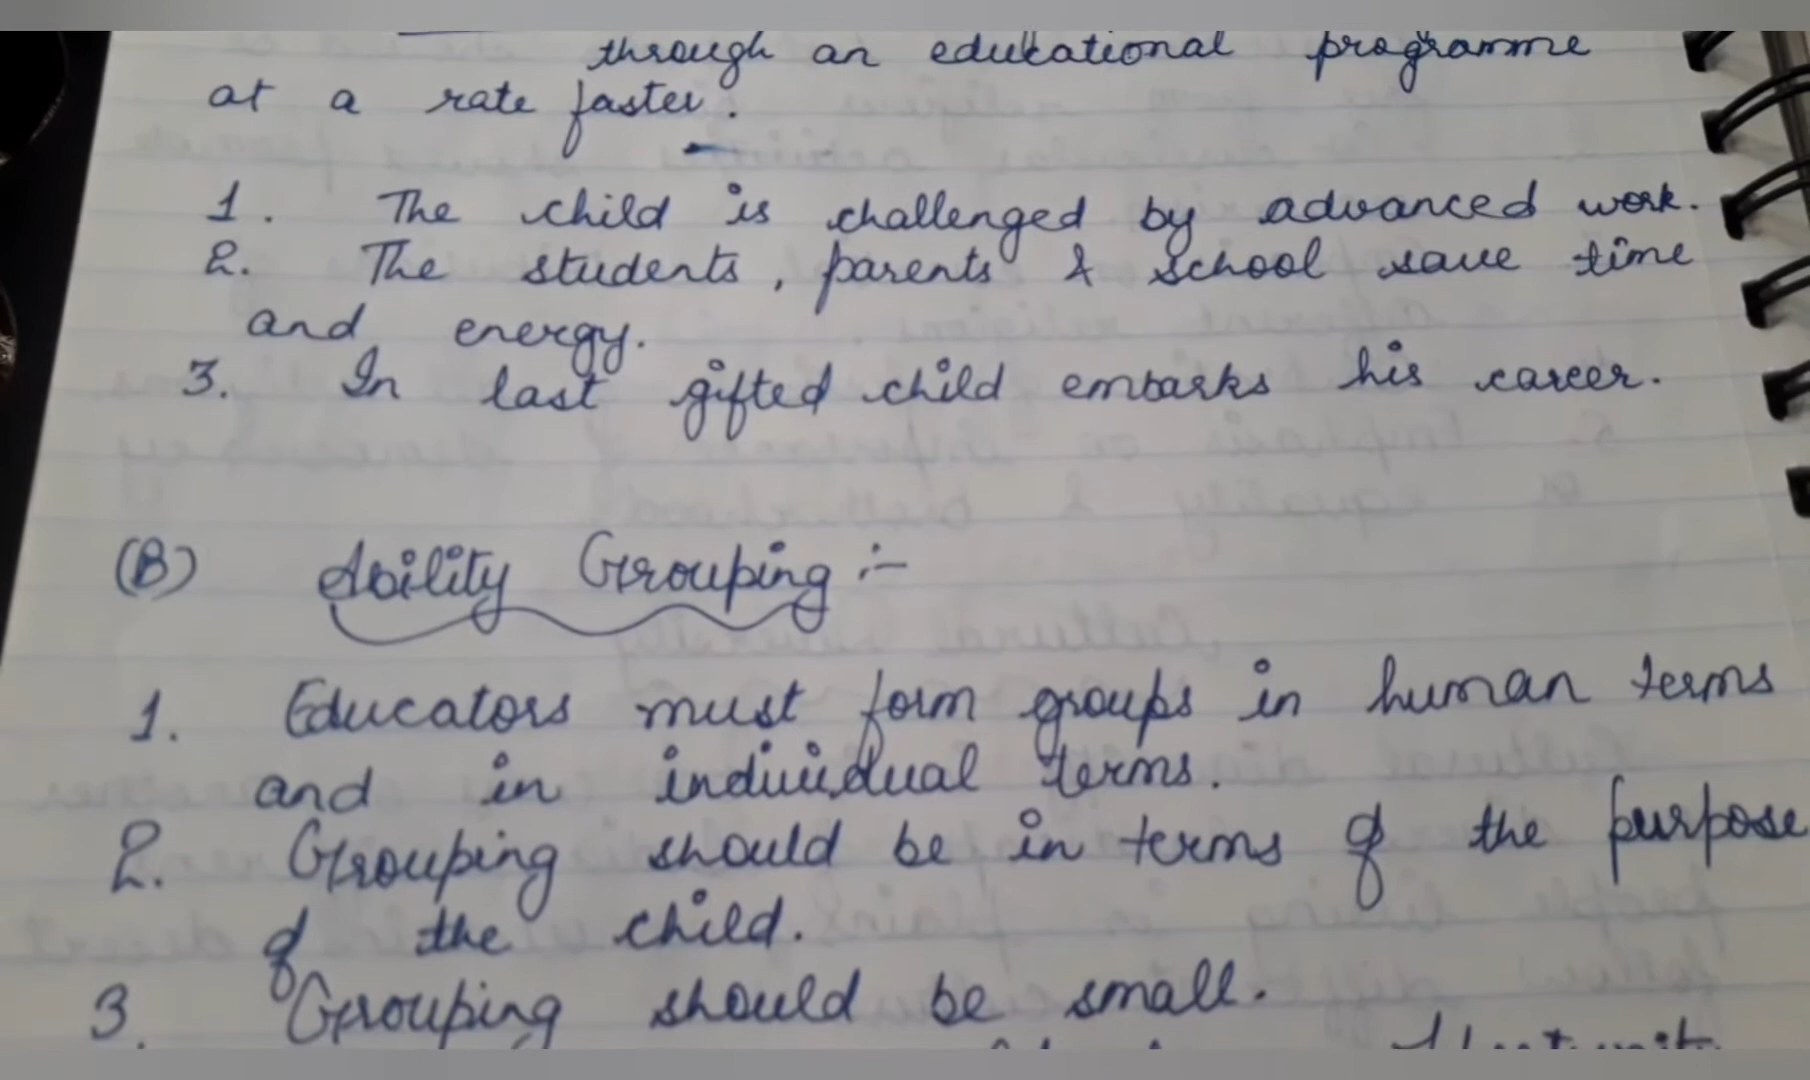 through an educational programme
at a rate faster.
1. The child is challenged by advanced work.
2. The students, parents & school save time
and energy.
3. In last gifted child embarks his career.
(B) Ability Grouping :-
1. Educators must form groups in human terms
and in individual terms.
2. Grouping should be in terms of the purpose
of the child.
3. Grouping should be small.